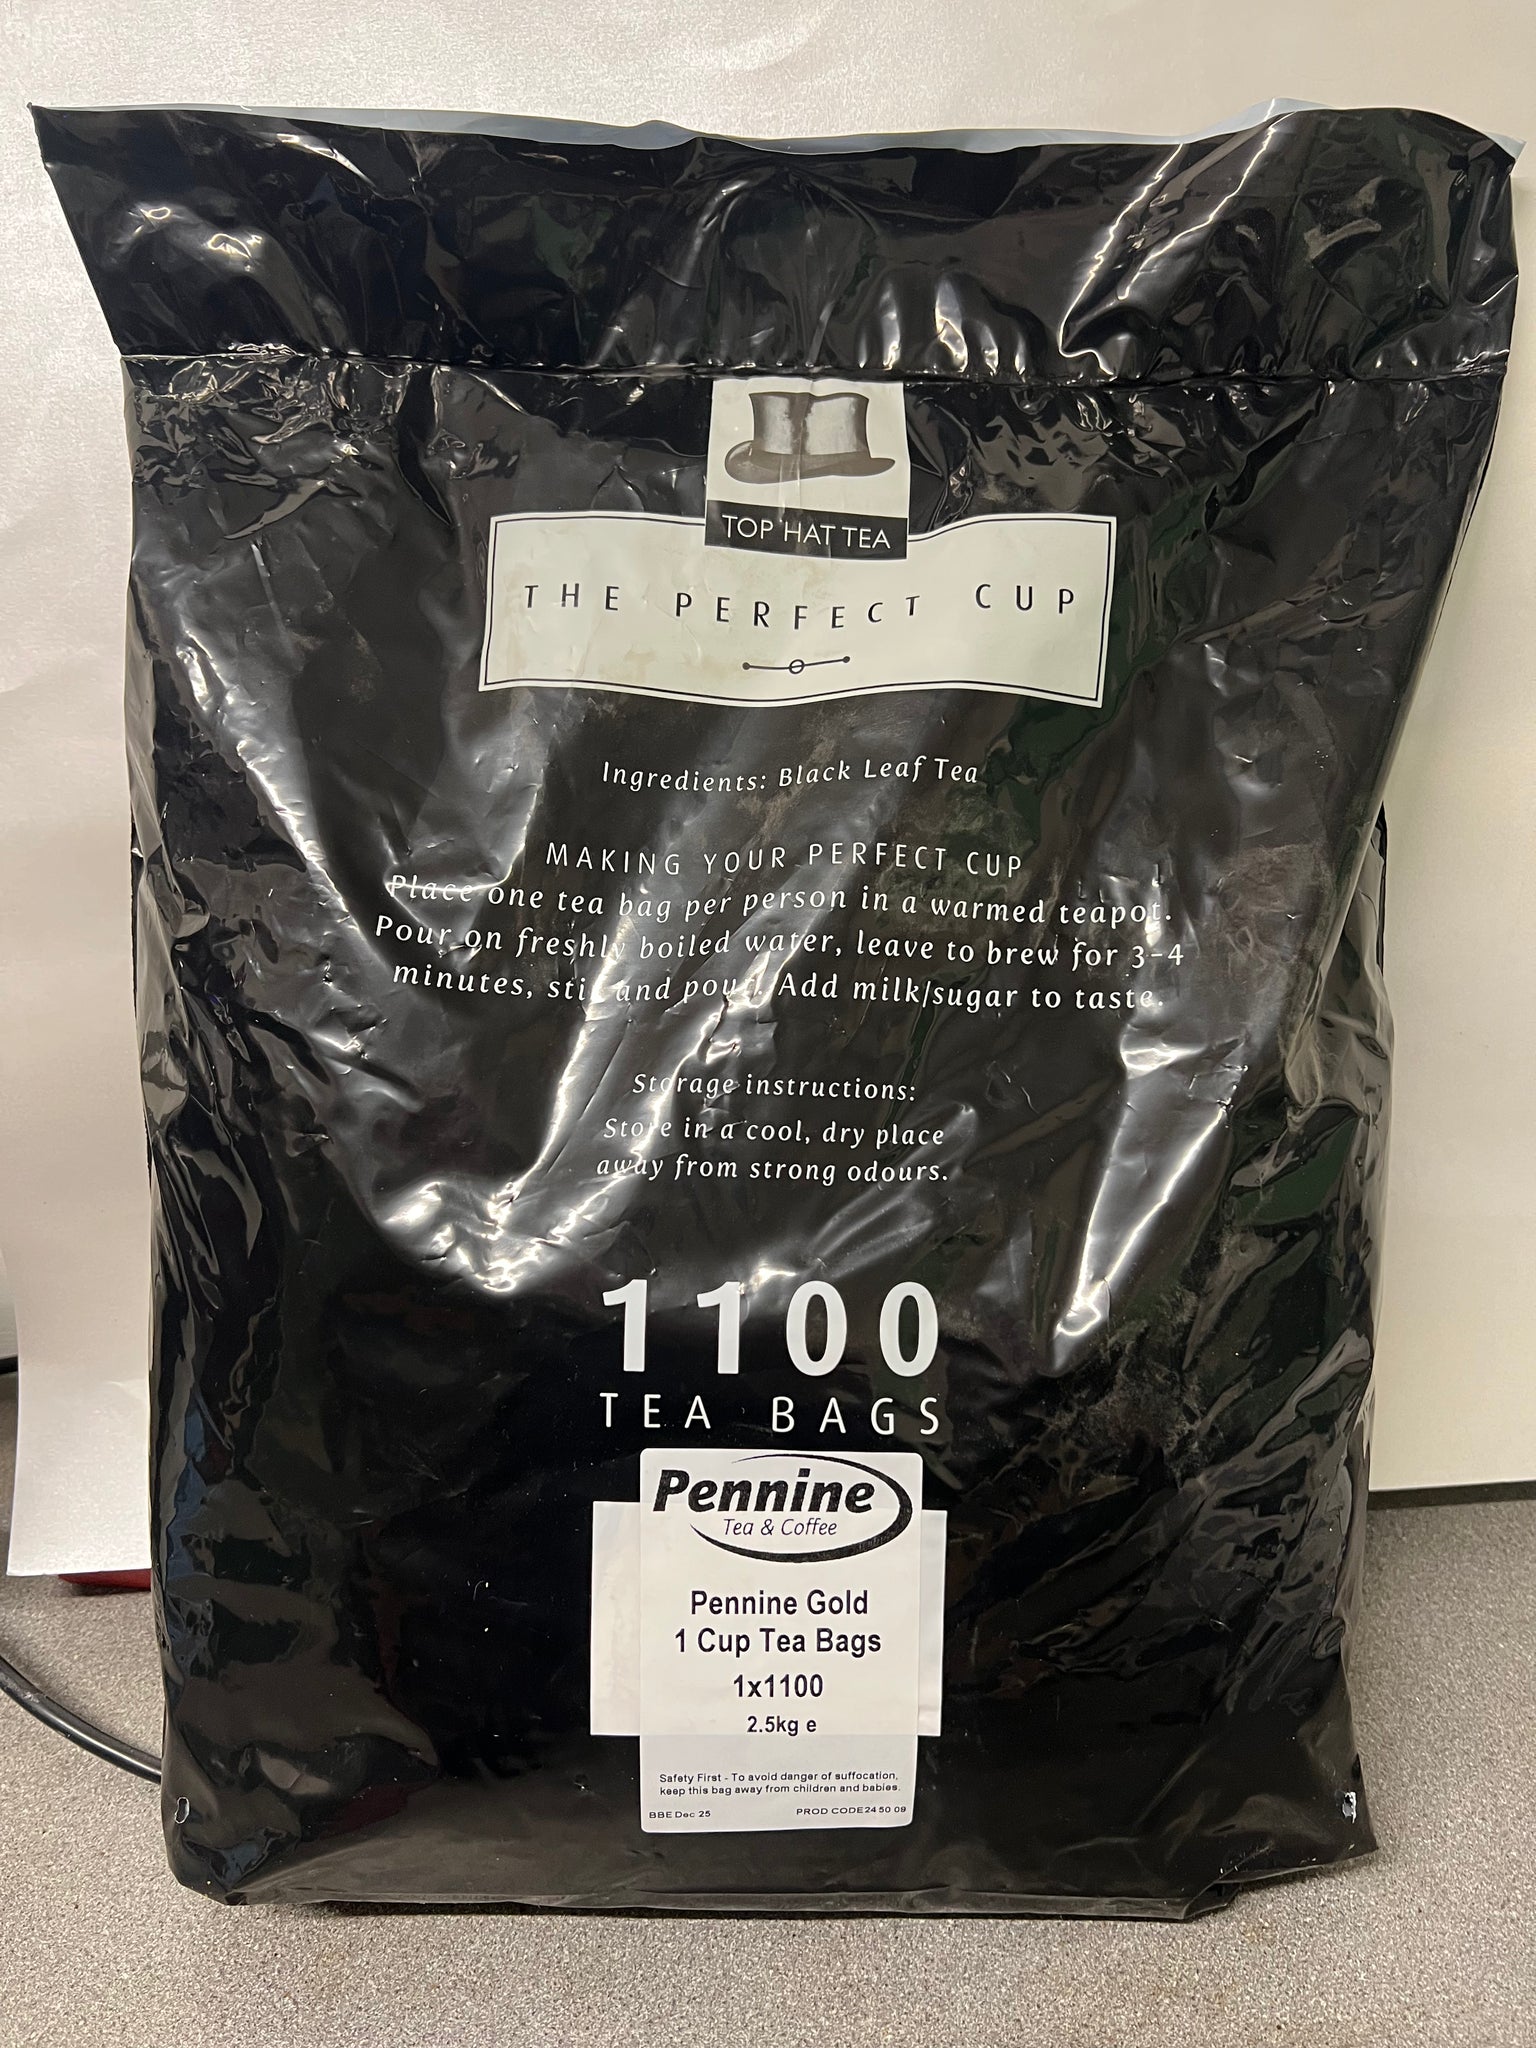 TOP HAT TEA
THE PERFECT CUP
Ingredients: Black Leaf Tea
MAKING YOUR PERFECT CUP
Place one tea bag per person in a warmed teapot.
Pour on freshly boiled water, leave to brew for 3-4
minutes, stir and pour. Add milk/sugar to taste.
Storage instructions:
Store in a cool, dry place
away from strong odours.
1100
TEA BAGS
Pennine
Tea & Coffee
Pennine Gold
1 Cup Tea Bags
1x1100
2.5kg e
Safety First - To avoid danger of suffocation,
keep this bag away from children and babies.
BBE Dec 25 PROD CODE24 50 09